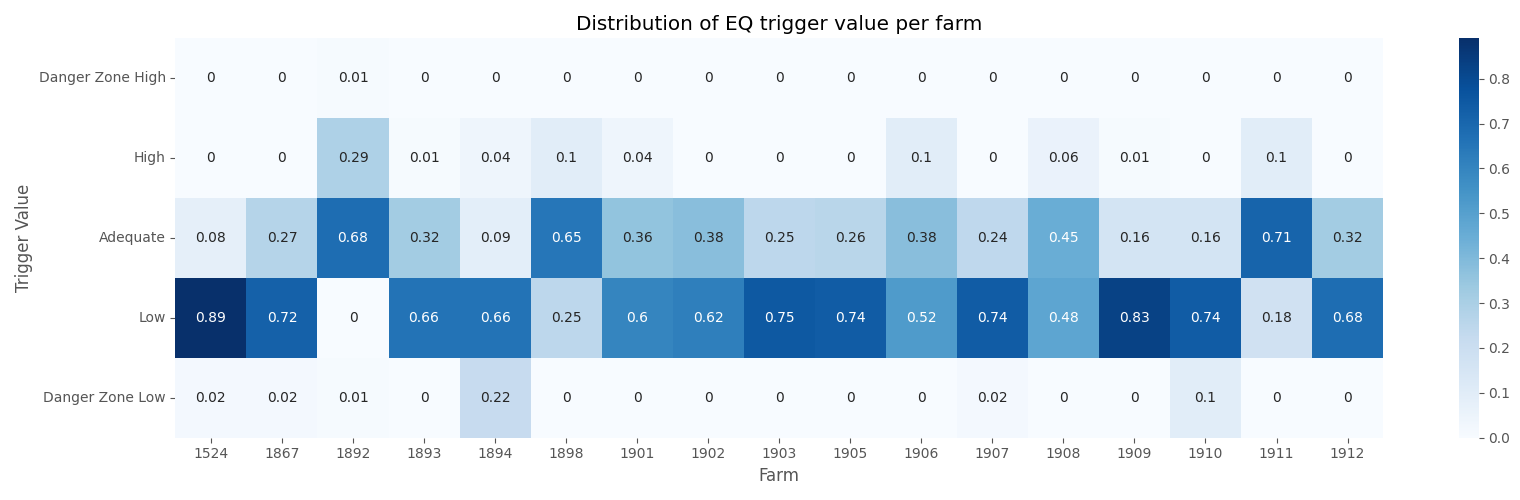 Distribution of EQ trigger value per farm
Danger Zone High 0 0 0.01 0 0 0 0 0 0 0 0 0 0 0 0 0 0
High 0 0 0.29 0.01 0.04 0.1 0.04 0 0 0 0.1 0 0.06 0.01 0 0.1 0
Adequate 0.08 0.27 0.68 0.32 0.09 0.65 0.36 0.38 0.25 0.26 0.38 0.24 0.45 0.16 0.16 0.71 0.32
Low 0.89 0.72 0 0.66 0.66 0.25 0.6 0.62 0.75 0.74 0.52 0.74 0.48 0.83 0.74 0.18 0.68
Danger Zone Low 0.02 0.02 0.01 0 0.22 0 0 0 0 0 0 0.02 0 0 0.1 0 0
1524 1867 1892 1893 1894 1898 1901 1902 1903 1905 1906 1907 1908 1909 1910 1911 1912
Farm
Trigger Value
0.8
0.7
0.6
0.5
0.4
0.3
0.2
0.1
0.0